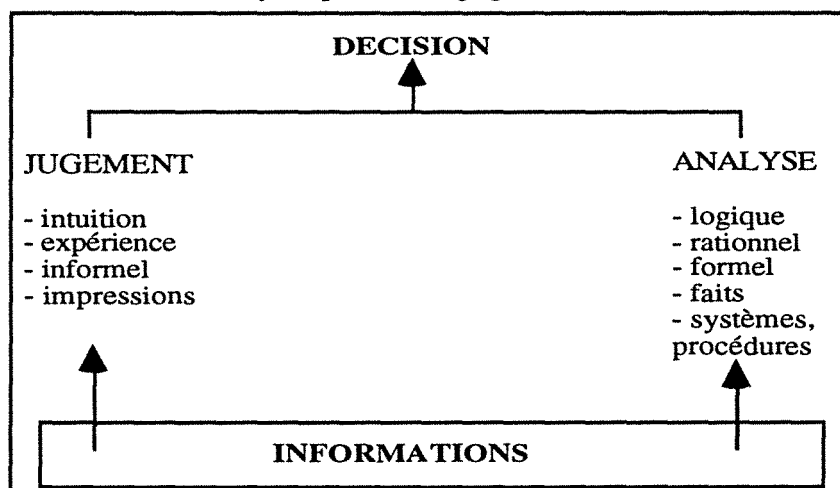 DECISION
JUGEMENT
- intuition
- expérience
- informel
- impressions
ANALYSE
- logique
- rationnel
- formel
- faits
- systèmes,
procédures
INFORMATIONS